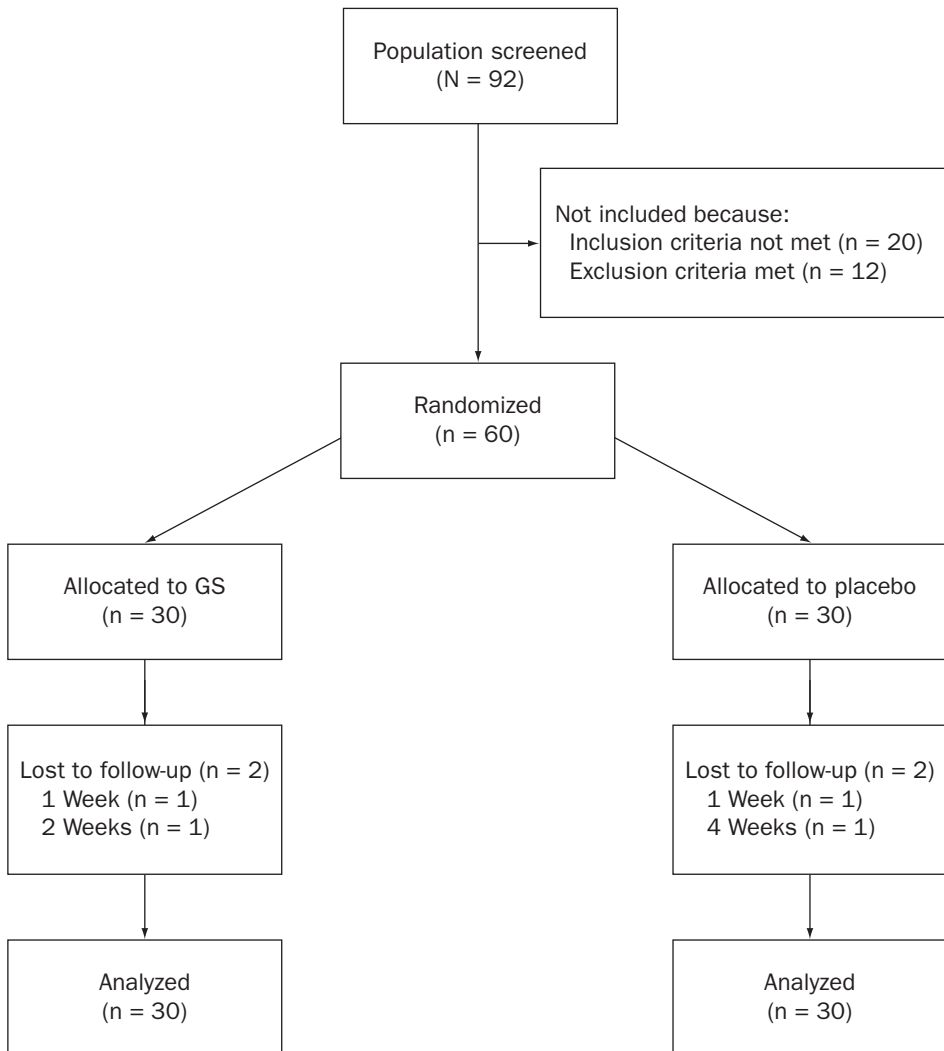 Population screened
(N = 92)
Not included because:
Inclusion criteria not met (n = 20)
Exclusion criteria met (n = 12)
Randomized
(n = 60)
Allocated to GS
(n = 30)
Allocated to placebo
(n = 30)
Lost to follow-up (n = 2)
1 Week (n = 1)
2 Weeks (n = 1)
Lost to follow-up (n = 2)
1 Week (n = 1)
4 Weeks (n = 1)
Analyzed
(n = 30)
Analyzed
(n = 30)